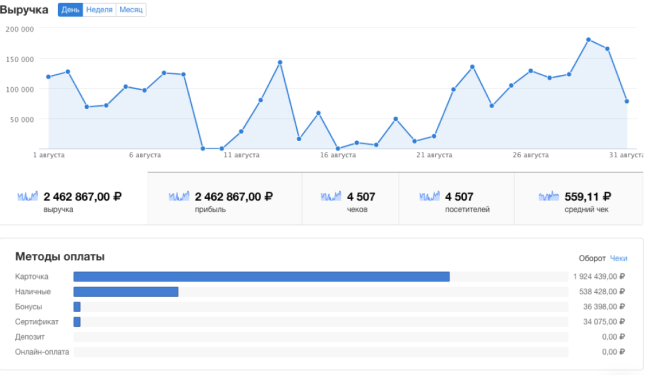 Выручка День Неделя Месяц
200 000
150 000
100 000
50 000
1 августа 6 августа 11 августа 16 августа 21 августа 26 августа 31 августа
2 462 867,00 ₽ 2 462 867,00 ₽ 4 507 4 507 559,11 ₽
выручка прибыль чеков посетителей средний чек
Методы оплаты Оборот Чеки
Карточка 1 924 439,00 ₽
Наличные 538 428,00 ₽
Бонусы 36 398,00 ₽
Сертификат 34 075,00 ₽
Депозит 0,00 ₽
Онлайн-оплата 0,00 ₽